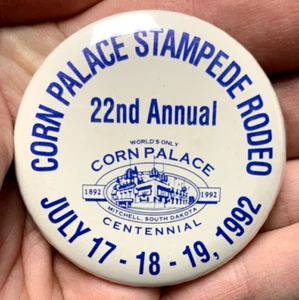 CORN PALACE STAMPEDE RODEO
22nd Annual
WORLD'S ONLY
CORN PALACE
1892 1992
MITCHELL, SOUTH DAKOTA
CENTENNIAL
JULY 17 - 18 - 19, 1992